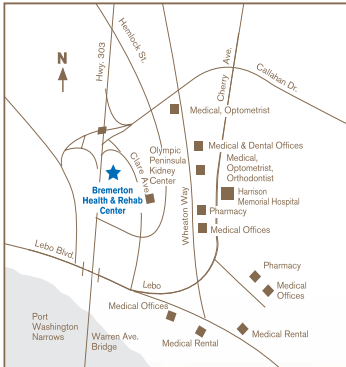 N
Hwy. 303
Hemlock St.
Cherry Ave.
Callahan Dr.
Medical, Optometrist
Medical & Dental Offices
Olympic
Peninsula
Kidney
Center
Medical,
Optometrist,
Orthodontist
Clare Ave.
Bremerton
Health & Rehab
Center
Harrison
Memorial Hospital
Wheaton Way
Pharmacy
Medical Offices
Lebo Blvd.
Lebo
Pharmacy
Medical
Offices
Medical Offices
Port
Washington
Narrows
Warren Ave.
Bridge
Medical Rental
Medical Rental